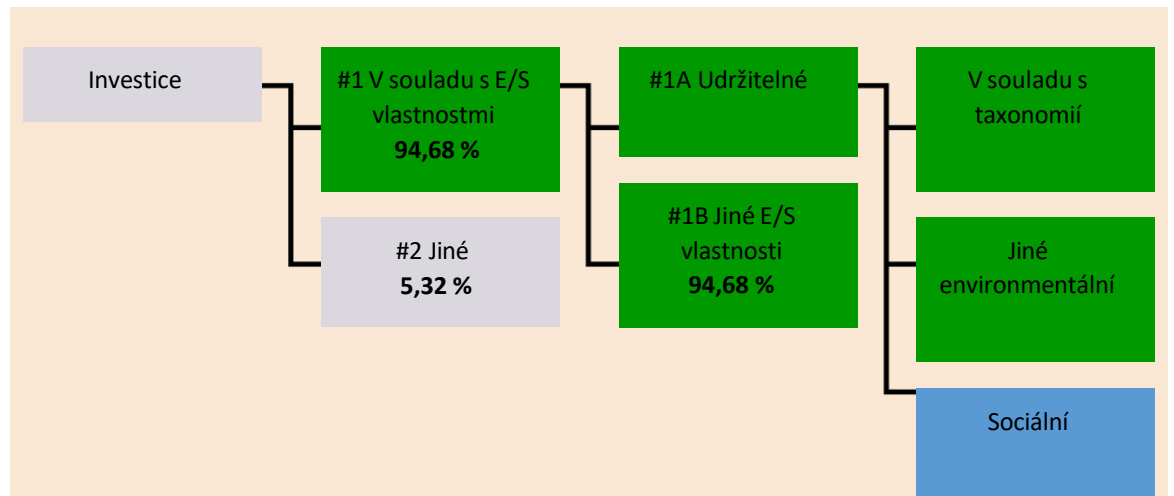 Investice
#1 V souladu s E/S
vlastnostmi
94,68 %
#2 Jiné
5,32 %
#1A Udržitelné
#1B Jiné E/S
vlastnosti
94,68 %
V souladu s
taxonomií
Jiné
environmentální
Sociální